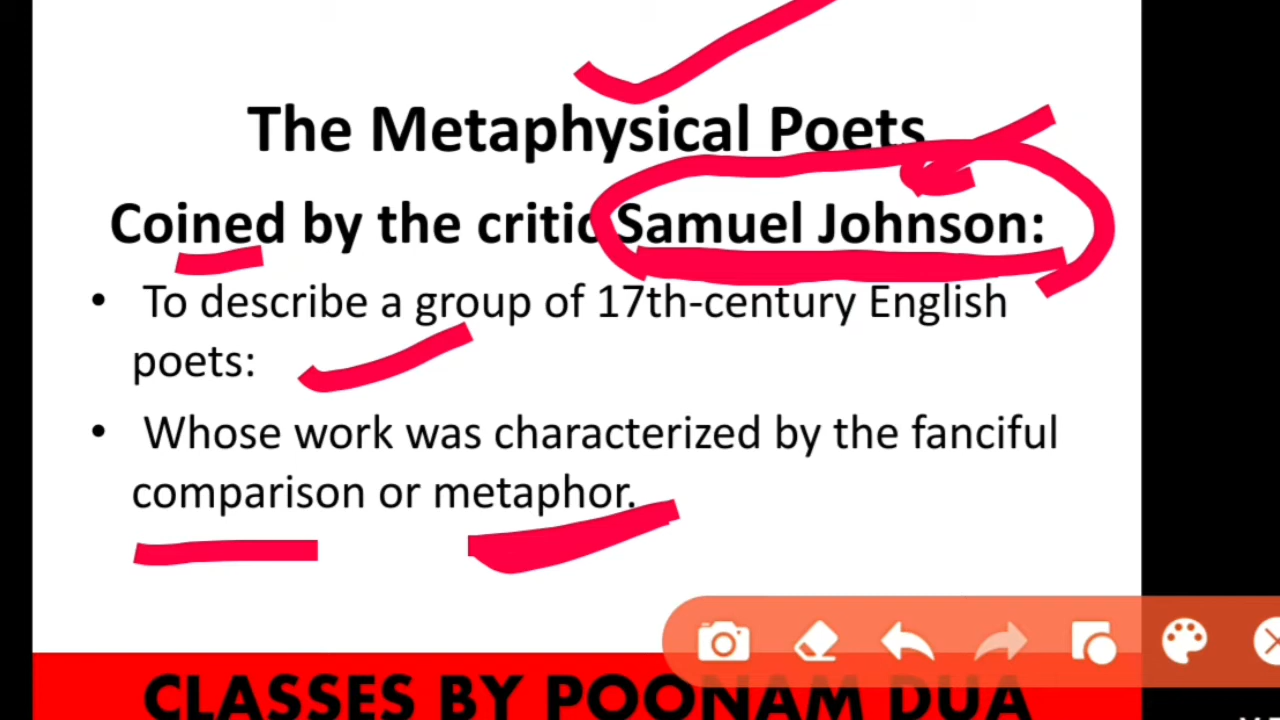 The Metaphysical Poets
Coined by the critic Samuel Johnson:
• To describe a group of 17th-century English
poets:
• Whose work was characterized by the fanciful
comparison or metaphor.
CLASSES BY POONAM DUA